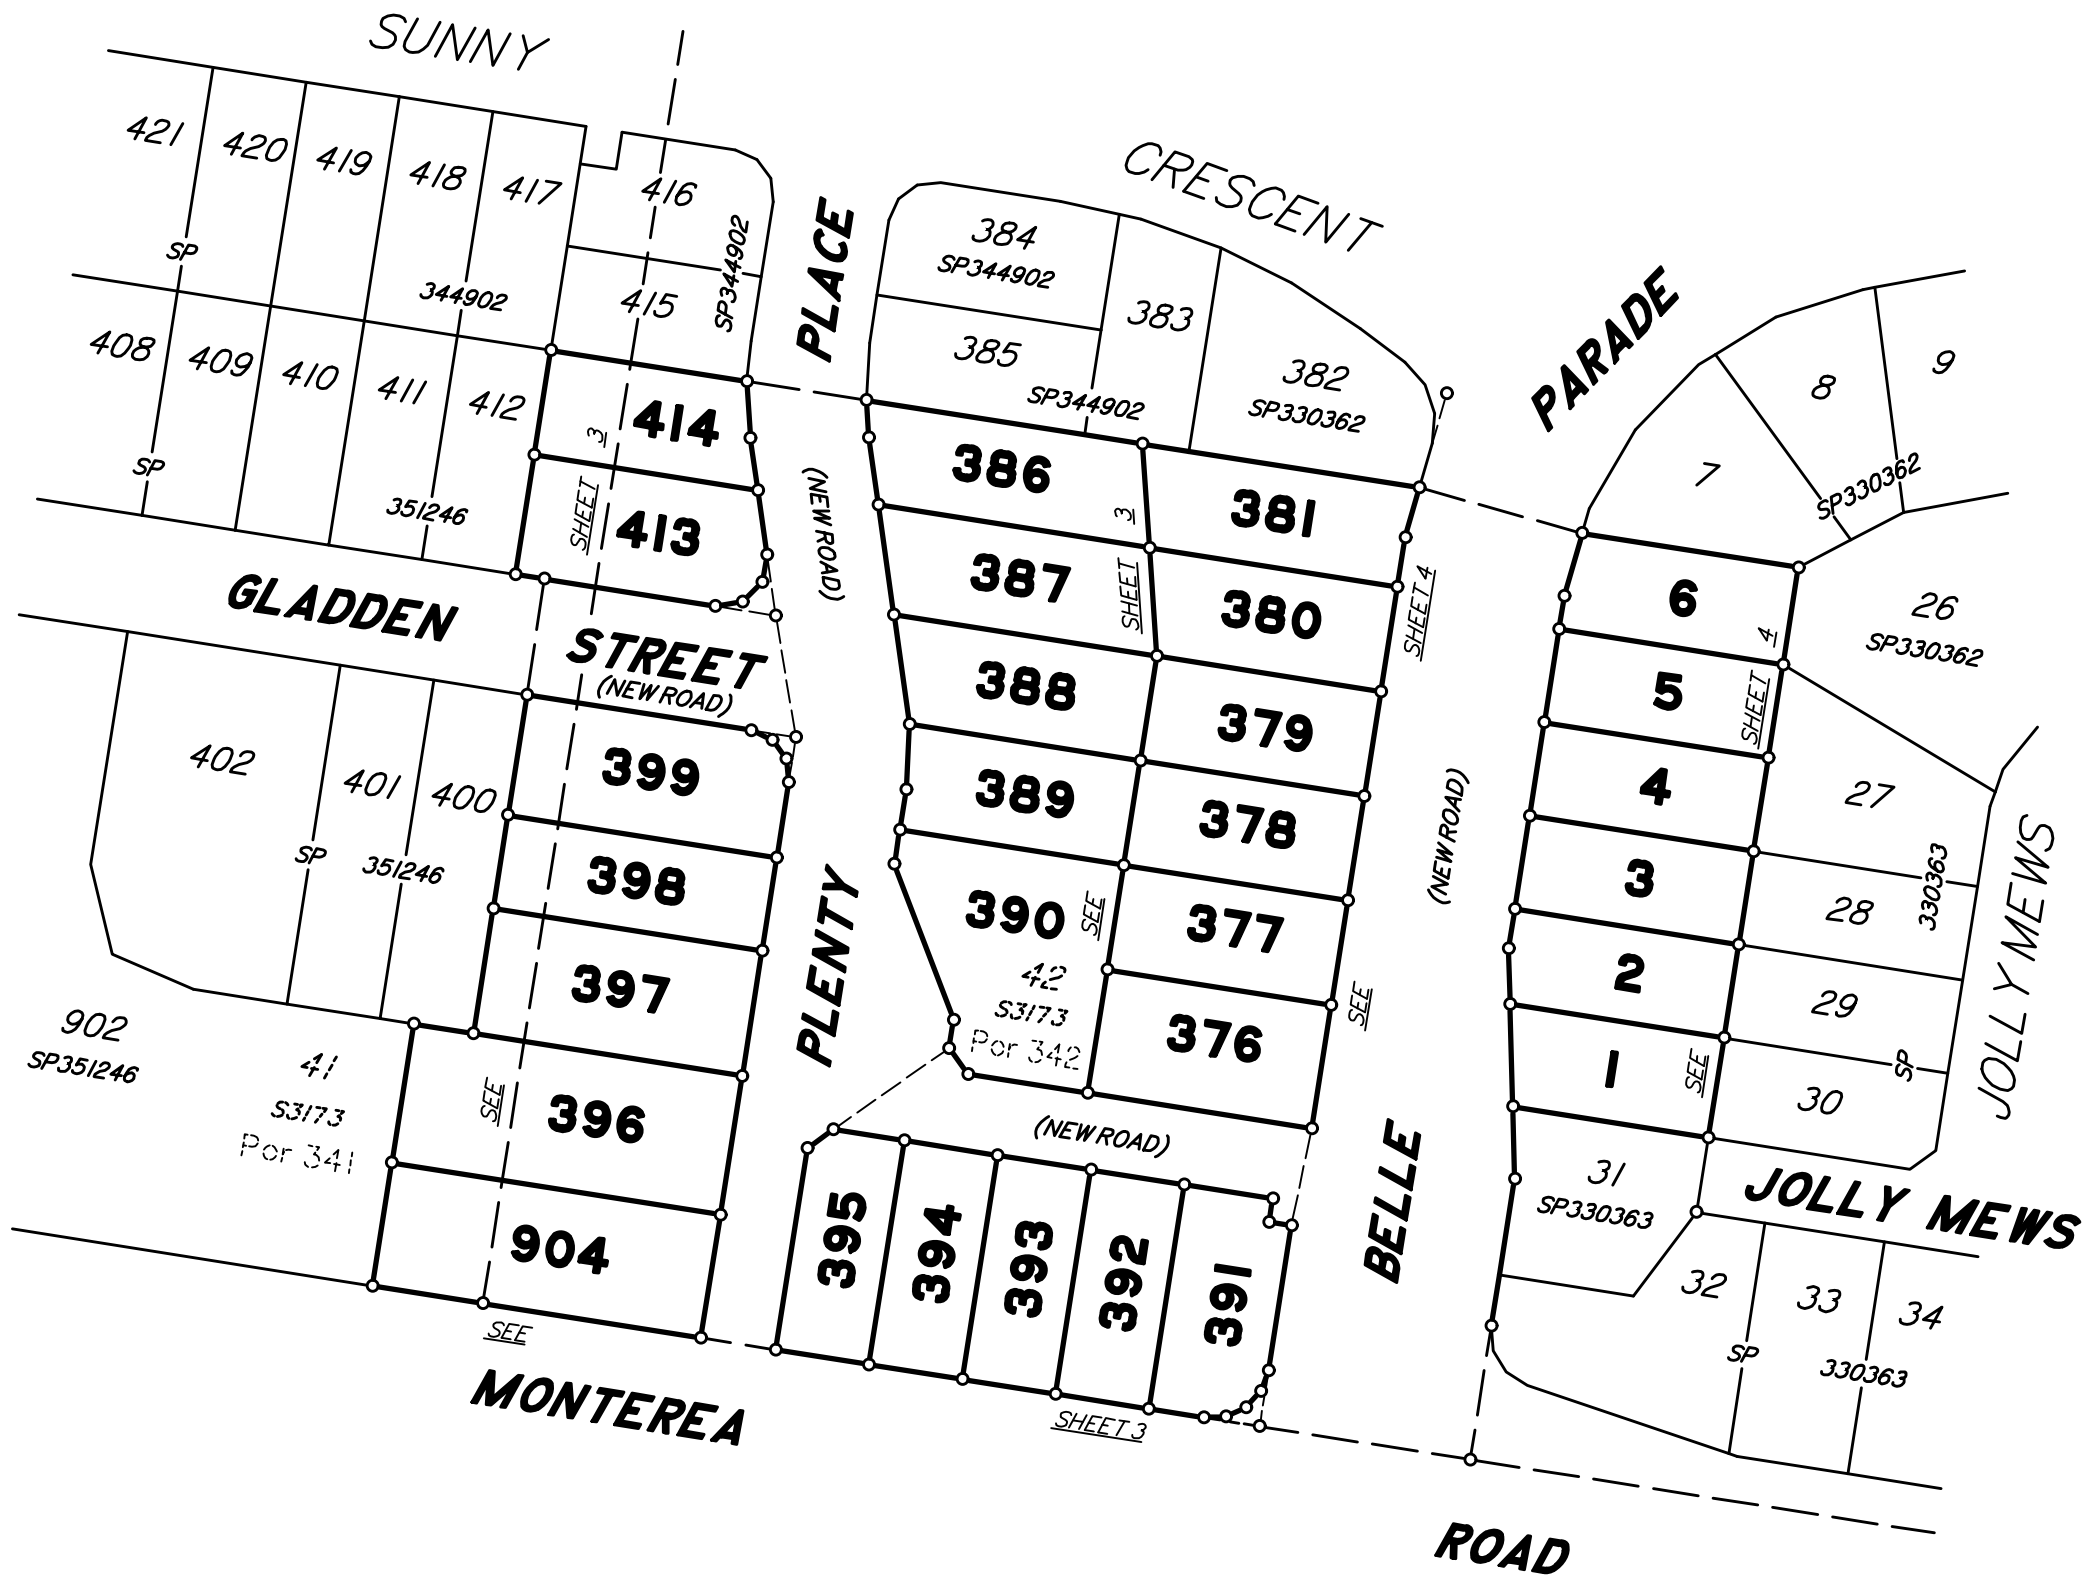 SUNNY
CRESCENT
421
420
419
418
417
416
SP
344902
SP344902
415
PLACE
384
SP344902
383
385
SP344902
382
SP330362
PARADE
9
8
7
SP330362
408
409
410
411
412
SP
351246
414
SHEET 3
413
(NEW ROAD)
386
381
SHEET 3
387
380
SHEET 4
6
26
SP330362
SHEET 4
5
GLADDEN
STREET
(NEW ROAD)
388
379
402
401
400
SP
351246
399
389
378
(NEW ROAD)
4
27
398
3
28
330363
JOLLY MEWS
397
PLENTY
390
SEE
377
42
S3173
Por 342
376
SEE
2
29
SP
902
SP351246
41
S3173
Por 341
SEE
396
1
SEE
30
(NEW ROAD)
BELLE
31
SP330363
JOLLY MEWS
904
395
394
393
392
391
32
33
34
SP
330363
SEE
MONTEREA
SHEET 3
ROAD